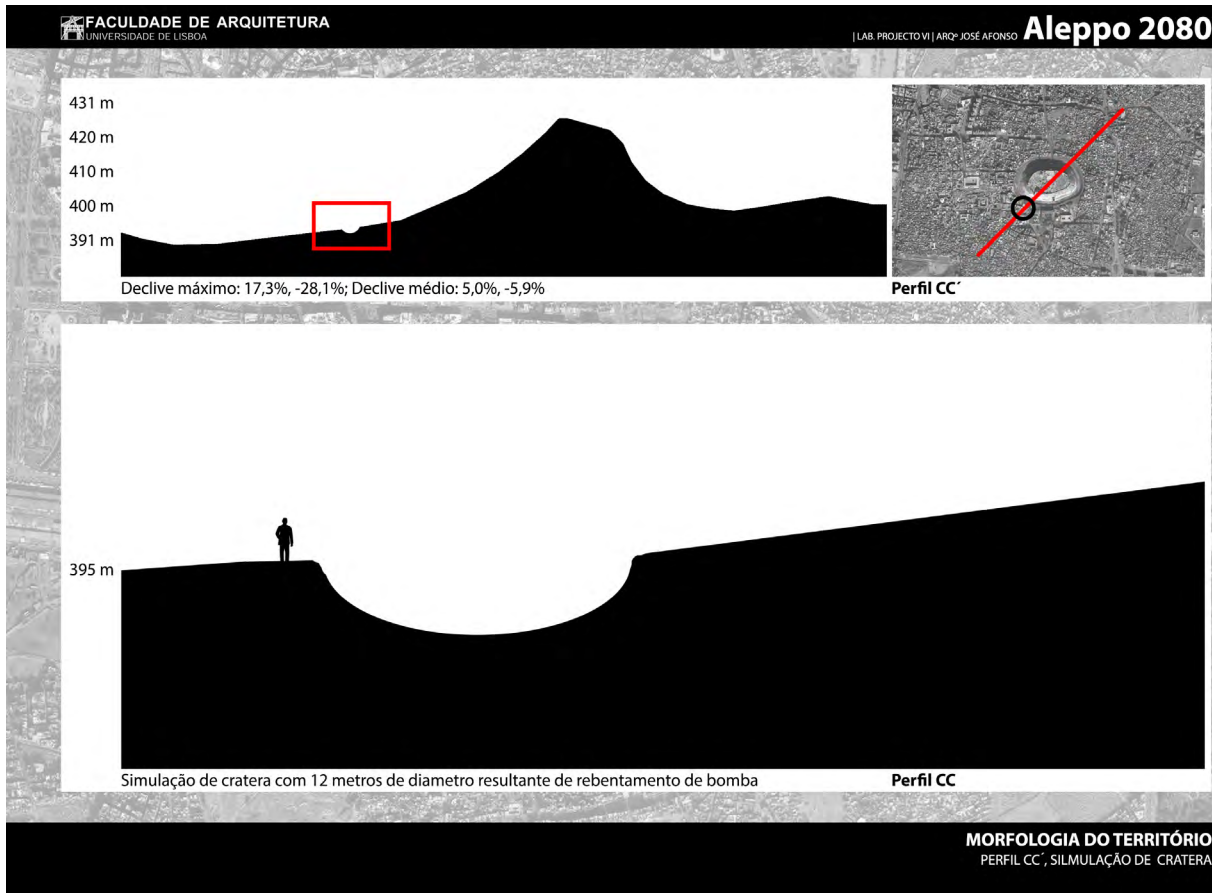 FACULDADE DE ARQUITETURA
UNIVERSIDADE DE LISBOA
| LAB. PROJECTO VI | ARQº JOSÉ AFONSO Aleppo 2080
431 m
420 m
410 m
400 m
391 m
Declive máximo: 17,3%, -28,1%; Declive médio: 5,0%, -5,9%
Perfil CC´
395 m
Simulação de cratera com 12 metros de diametro resultante de rebentamento de bomba
Perfil CC
MORFOLOGIA DO TERRITÓRIO
PERFIL CC´, SILMULAÇÃO DE CRATERA